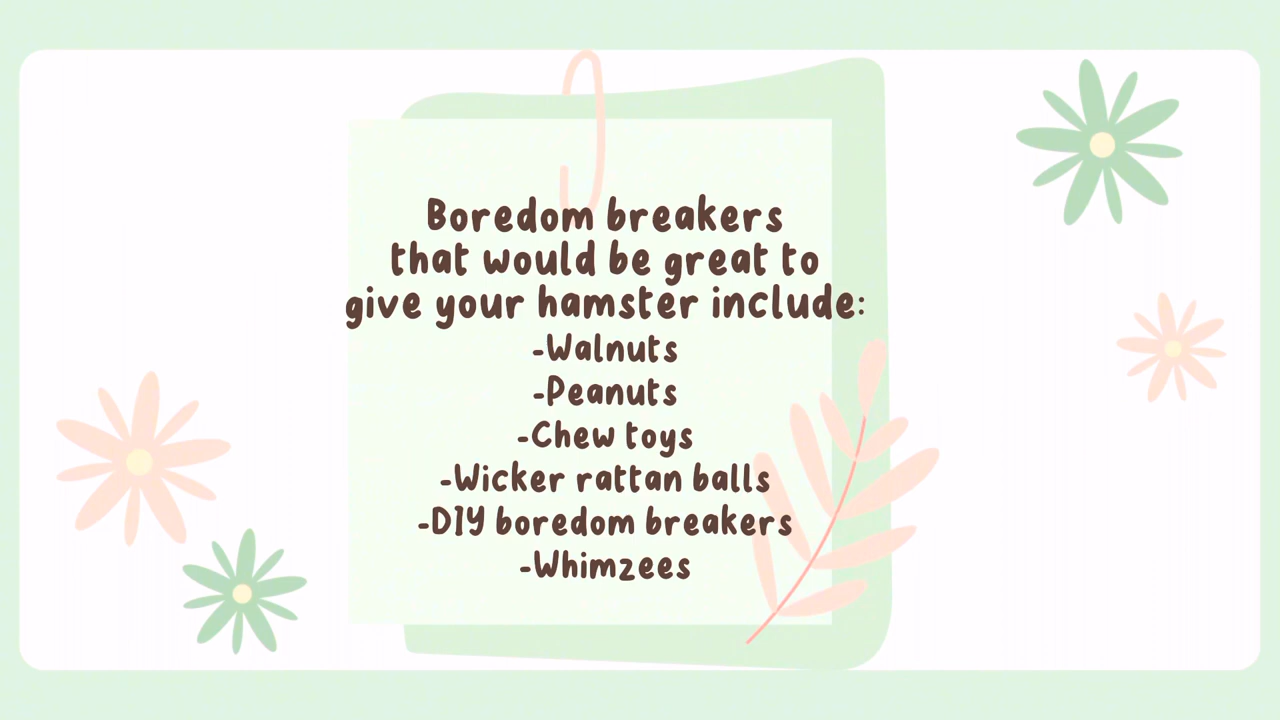 Boredom breakers
that would be great to
give your hamster include:
-Walnuts
-Peanuts
-Chew toys
-Wicker rattan balls
-DIY boredom breakers
-Whimzees